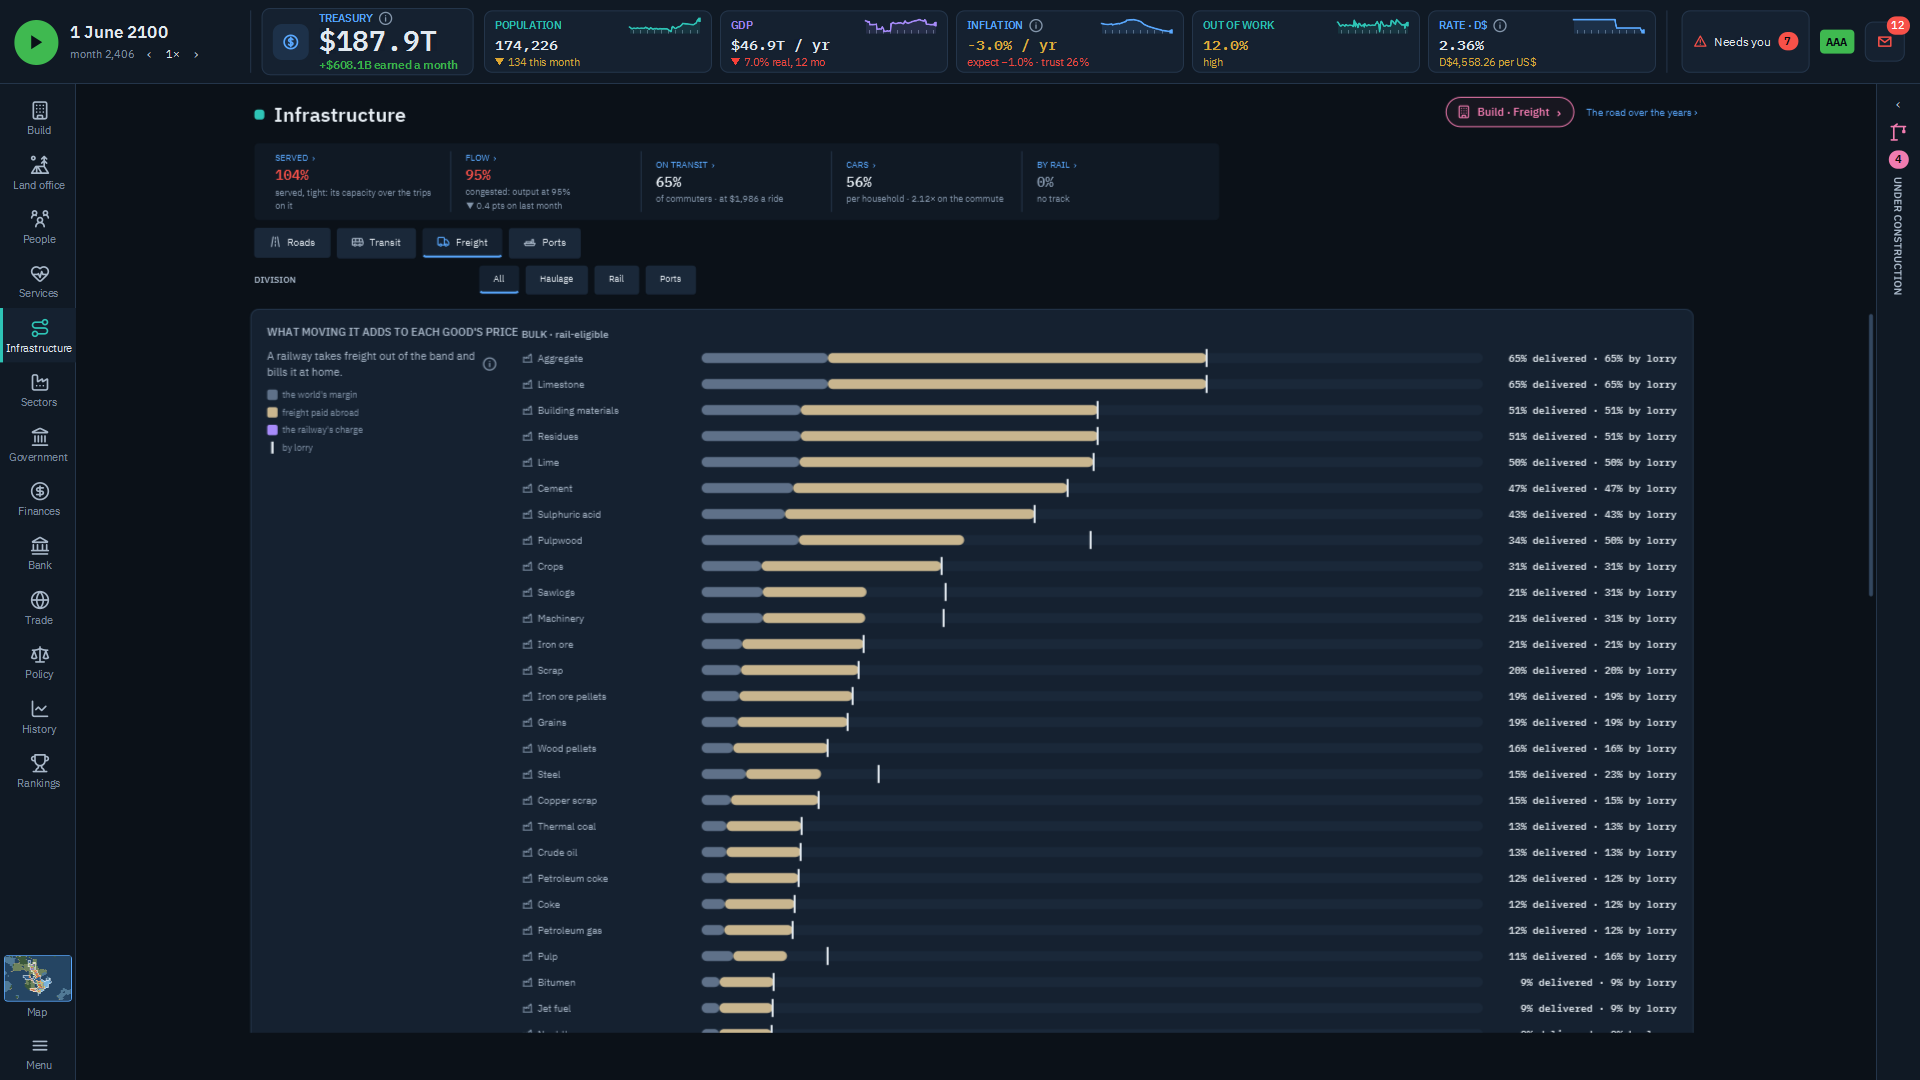 1 June 2100
month 2,406 ‹ 1× ›
TREASURY
$187.9T
+$608.1B earned a month
POPULATION
174,226
▼ 134 this month
GDP
$46.9T / yr
▼ 7.0% real, 12 mo
INFLATION
-3.0% / yr
expect −1.0% · trust 26%
OUT OF WORK
12.0%
high
RATE · D$
2.36%
D$4,558.26 per US$
Needs you 7
AAA
12
Build
Land office
People
Services
Infrastructure
Sectors
Government
Finances
Bank
Trade
Policy
History
Rankings
Map
Menu
Infrastructure
Build · Freight ›
The road over the years ›
SERVED ›
104%
served, tight: its capacity over the trips
on it
FLOW ›
95%
congested: output at 95%
▼ 0.4 pts on last month
ON TRANSIT ›
65%
of commuters · at $1,986 a ride
CARS ›
56%
per household · 2.12× on the commute
BY RAIL ›
0%
no track
Roads
Transit
Freight
Ports
DIVISION
All
Haulage
Rail
Ports
WHAT MOVING IT ADDS TO EACH GOOD'S PRICE
A railway takes freight out of the band and
bills it at home.
the world's margin
freight paid abroad
the railway's charge
by lorry
BULK · rail-eligible
Aggregate 65% delivered · 65% by lorry
Limestone 65% delivered · 65% by lorry
Building materials 51% delivered · 51% by lorry
Residues 51% delivered · 51% by lorry
Lime 50% delivered · 50% by lorry
Cement 47% delivered · 47% by lorry
Sulphuric acid 43% delivered · 43% by lorry
Pulpwood 34% delivered · 50% by lorry
Crops 31% delivered · 31% by lorry
Sawlogs 21% delivered · 31% by lorry
Machinery 21% delivered · 31% by lorry
Iron ore 21% delivered · 21% by lorry
Scrap 20% delivered · 20% by lorry
Iron ore pellets 19% delivered · 19% by lorry
Grains 19% delivered · 19% by lorry
Wood pellets 16% delivered · 16% by lorry
Steel 15% delivered · 23% by lorry
Copper scrap 15% delivered · 15% by lorry
Thermal coal 13% delivered · 13% by lorry
Crude oil 13% delivered · 13% by lorry
Petroleum coke 12% delivered · 12% by lorry
Coke 12% delivered · 12% by lorry
Petroleum gas 12% delivered · 12% by lorry
Pulp 11% delivered · 16% by lorry
Bitumen 9% delivered · 9% by lorry
Jet fuel 9% delivered · 9% by lorry
‹
4
UNDER CONSTRUCTION